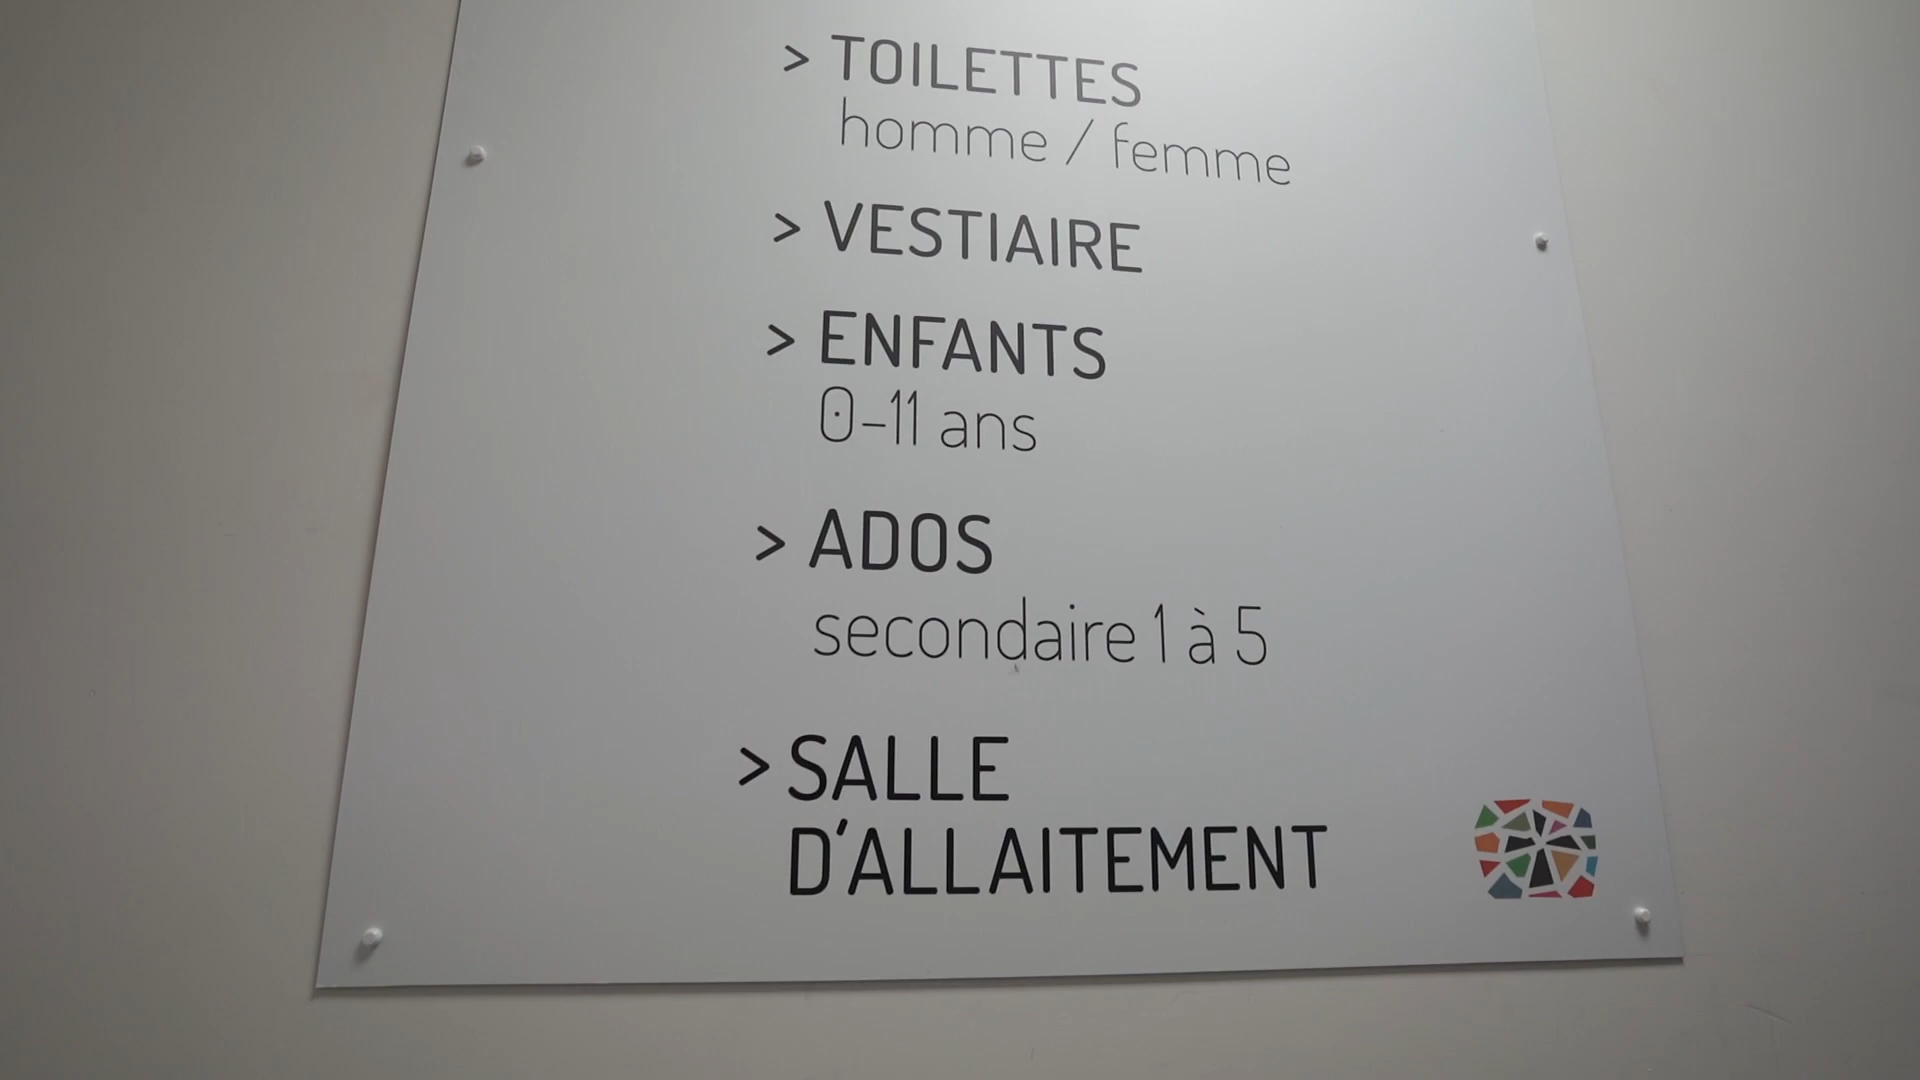 > TOILETTES
homme / femme
> VESTIAIRE
> ENFANTS
0-11 ans
> ADOS
secondaire 1 à 5
> SALLE
D'ALLAITEMENT